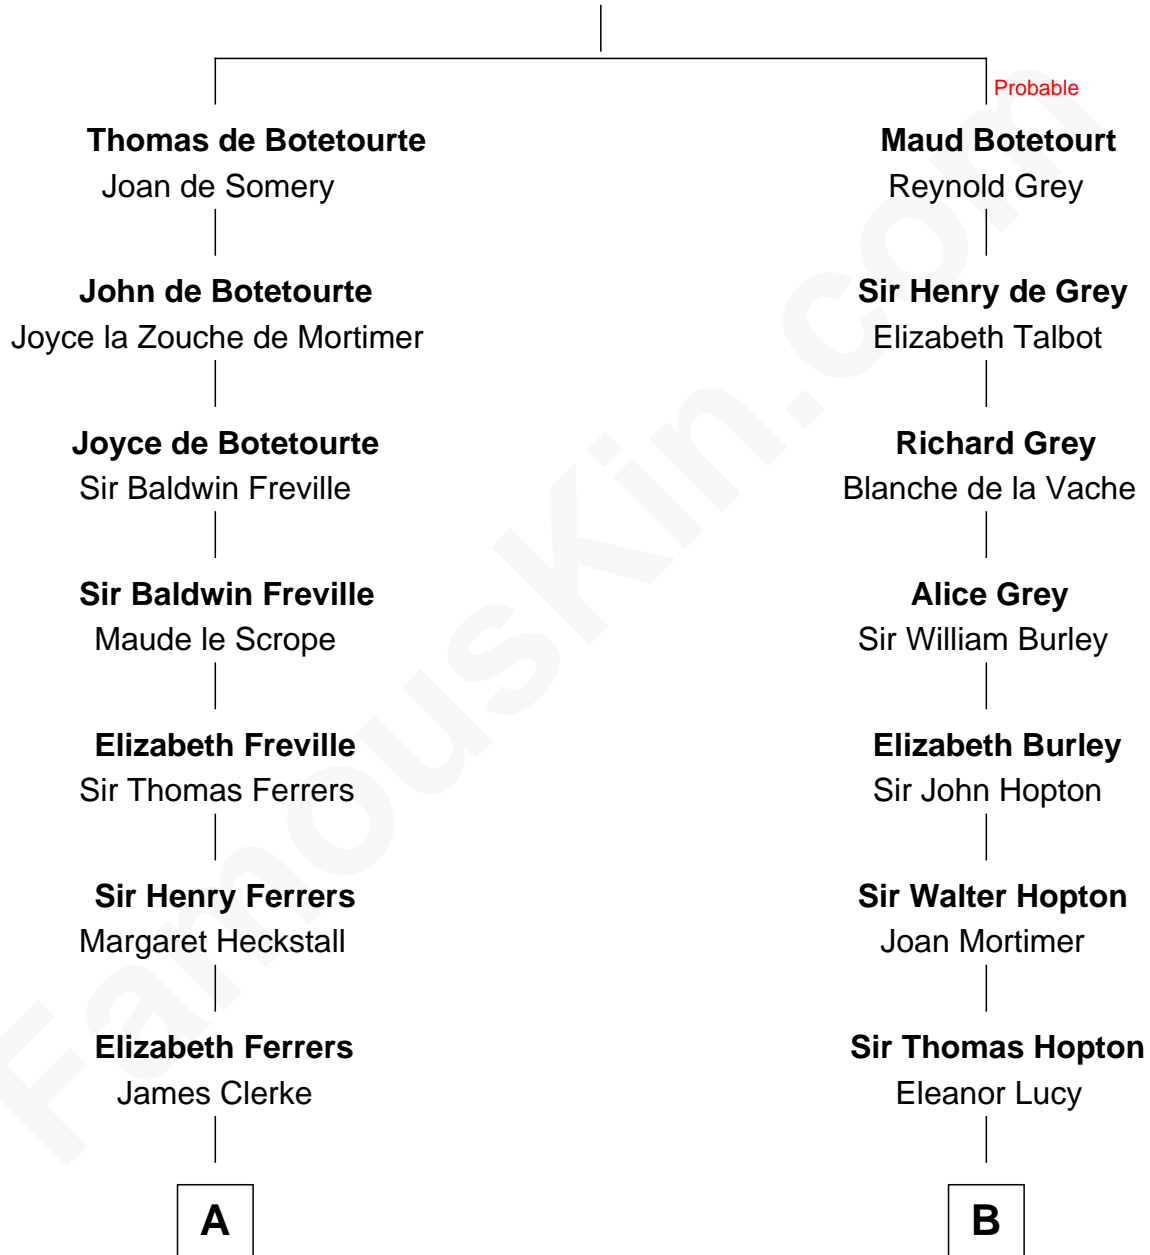 Probable
Thomas de Botetourte
Joan de Somery
Maud Botetourt
Reynold Grey
John de Botetourte
Joyce la Zouche de Mortimer
Sir Henry de Grey
Elizabeth Talbot
Joyce de Botetourte
Sir Baldwin Freville
Richard Grey
Blanche de la Vache
Sir Baldwin Freville
Maude le Scrope
Alice Grey
Sir William Burley
Elizabeth Freville
Sir Thomas Ferrers
Elizabeth Burley
Sir John Hopton
Sir Henry Ferrers
Margaret Heckstall
Sir Walter Hopton
Joan Mortimer
Elizabeth Ferrers
James Clerke
Sir Thomas Hopton
Eleanor Lucy
A
B
FamousKin.com